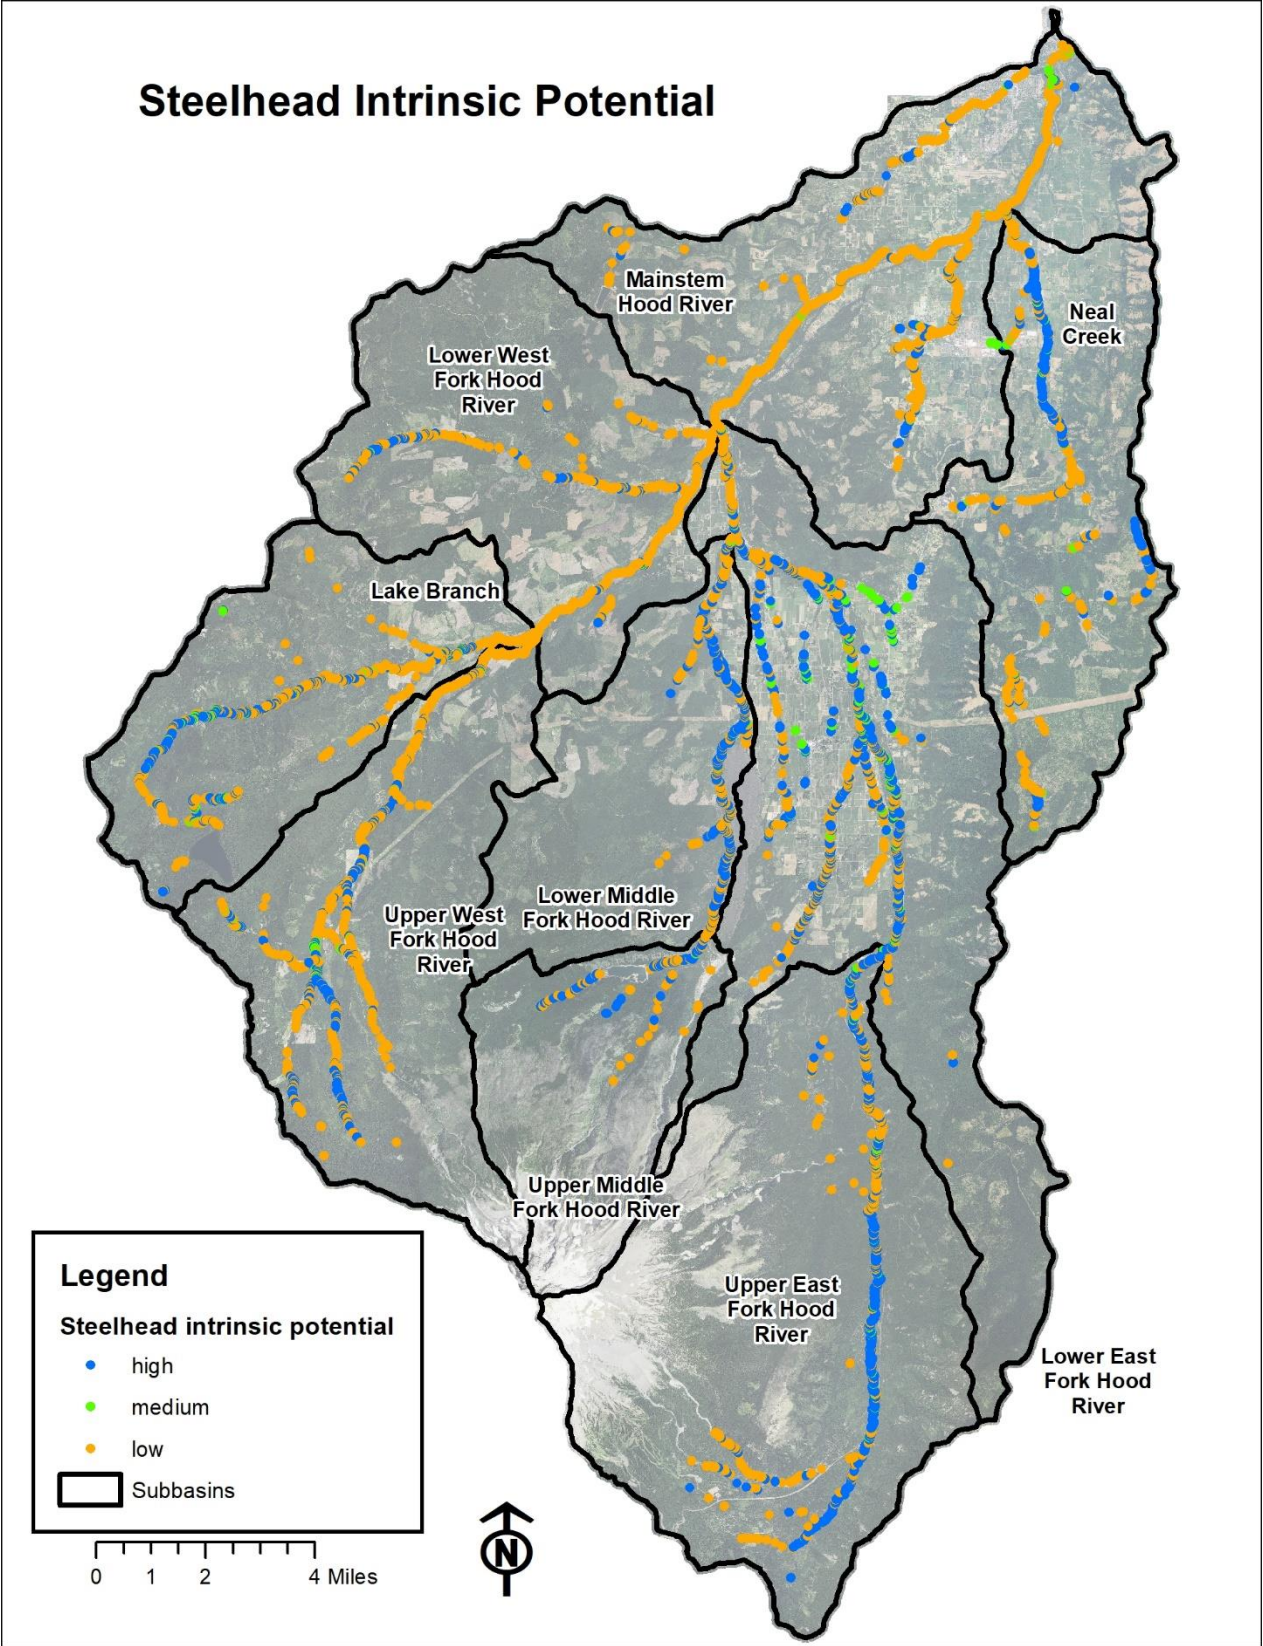 Steelhead Intrinsic Potential
Mainstem
Hood River
Neal
Creek
Lower West
Fork Hood
River
Lake Branch
Lower Middle
Fork Hood River
Upper West
Fork Hood
River
Upper Middle
Fork Hood River
Upper East
Fork Hood
River
Lower East
Fork Hood
River
Legend
Steelhead intrinsic potential
high
medium
low
Subbasins
0 1 2 4 Miles
N